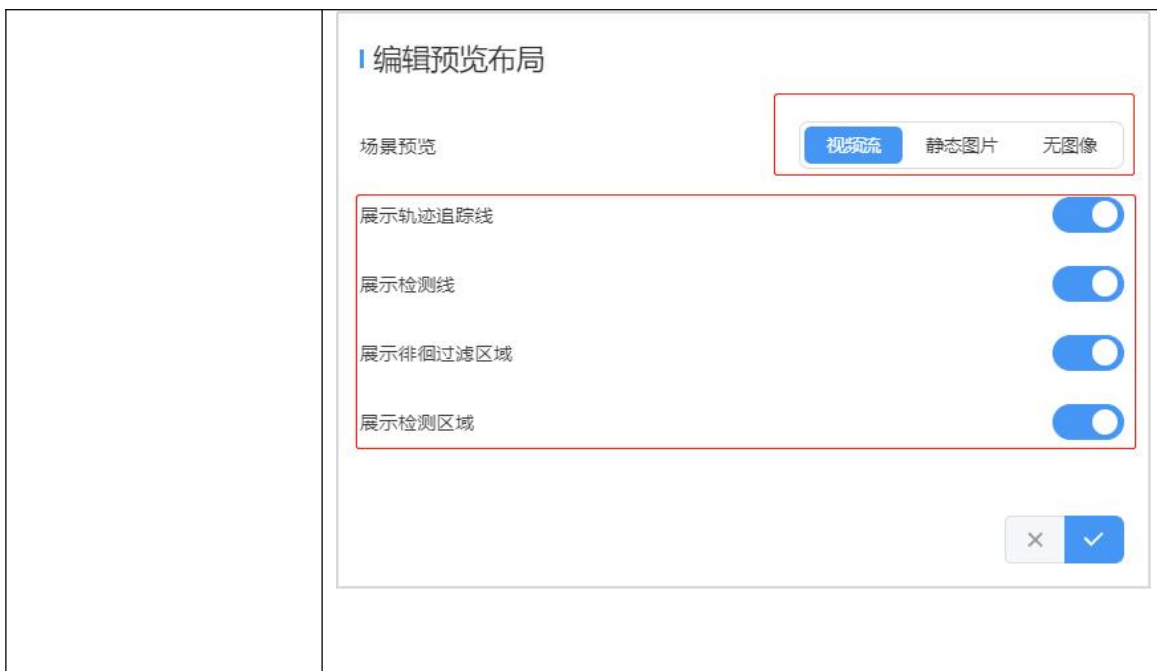 编辑预览布局
场景预览 视频流 静态图片 无图像
展示轨迹追踪线
展示检测线
展示徘徊过滤区域
展示检测区域